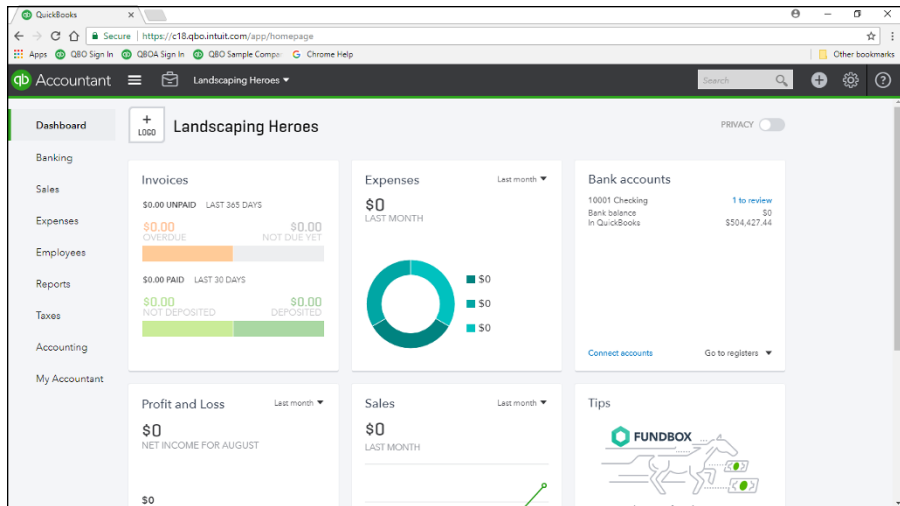 QuickBooks
Secure https://c18.qbo.intuit.com/app/homepage
Apps QBO Sign In QBOA Sign In QBO Sample Compa G Chrome Help Other bookmarks
qb Accountant Landscaping Heroes Search
Dashboard
Banking
Sales
Expenses
Employees
Reports
Taxes
Accounting
My Accountant
+
LOGO
Landscaping Heroes
PRIVACY
Invoices
$0.00 UNPAID LAST 365 DAYS
$0.00 $0.00
OVERDUE NOT DUE YET
$0.00 PAID LAST 30 DAYS
$0.00 $0.00
NOT DEPOSITED DEPOSITED
Expenses Last month
$0
LAST MONTH
$0
$0
$0
Bank accounts
10001 Checking 1 to review
Bank balance $0
In QuickBooks $504,427.44
Connect accounts Go to registers
Profit and Loss Last month
$0
NET INCOME FOR AUGUST
$0
Sales Last month
$0
LAST MONTH
Tips
FUNDBOX